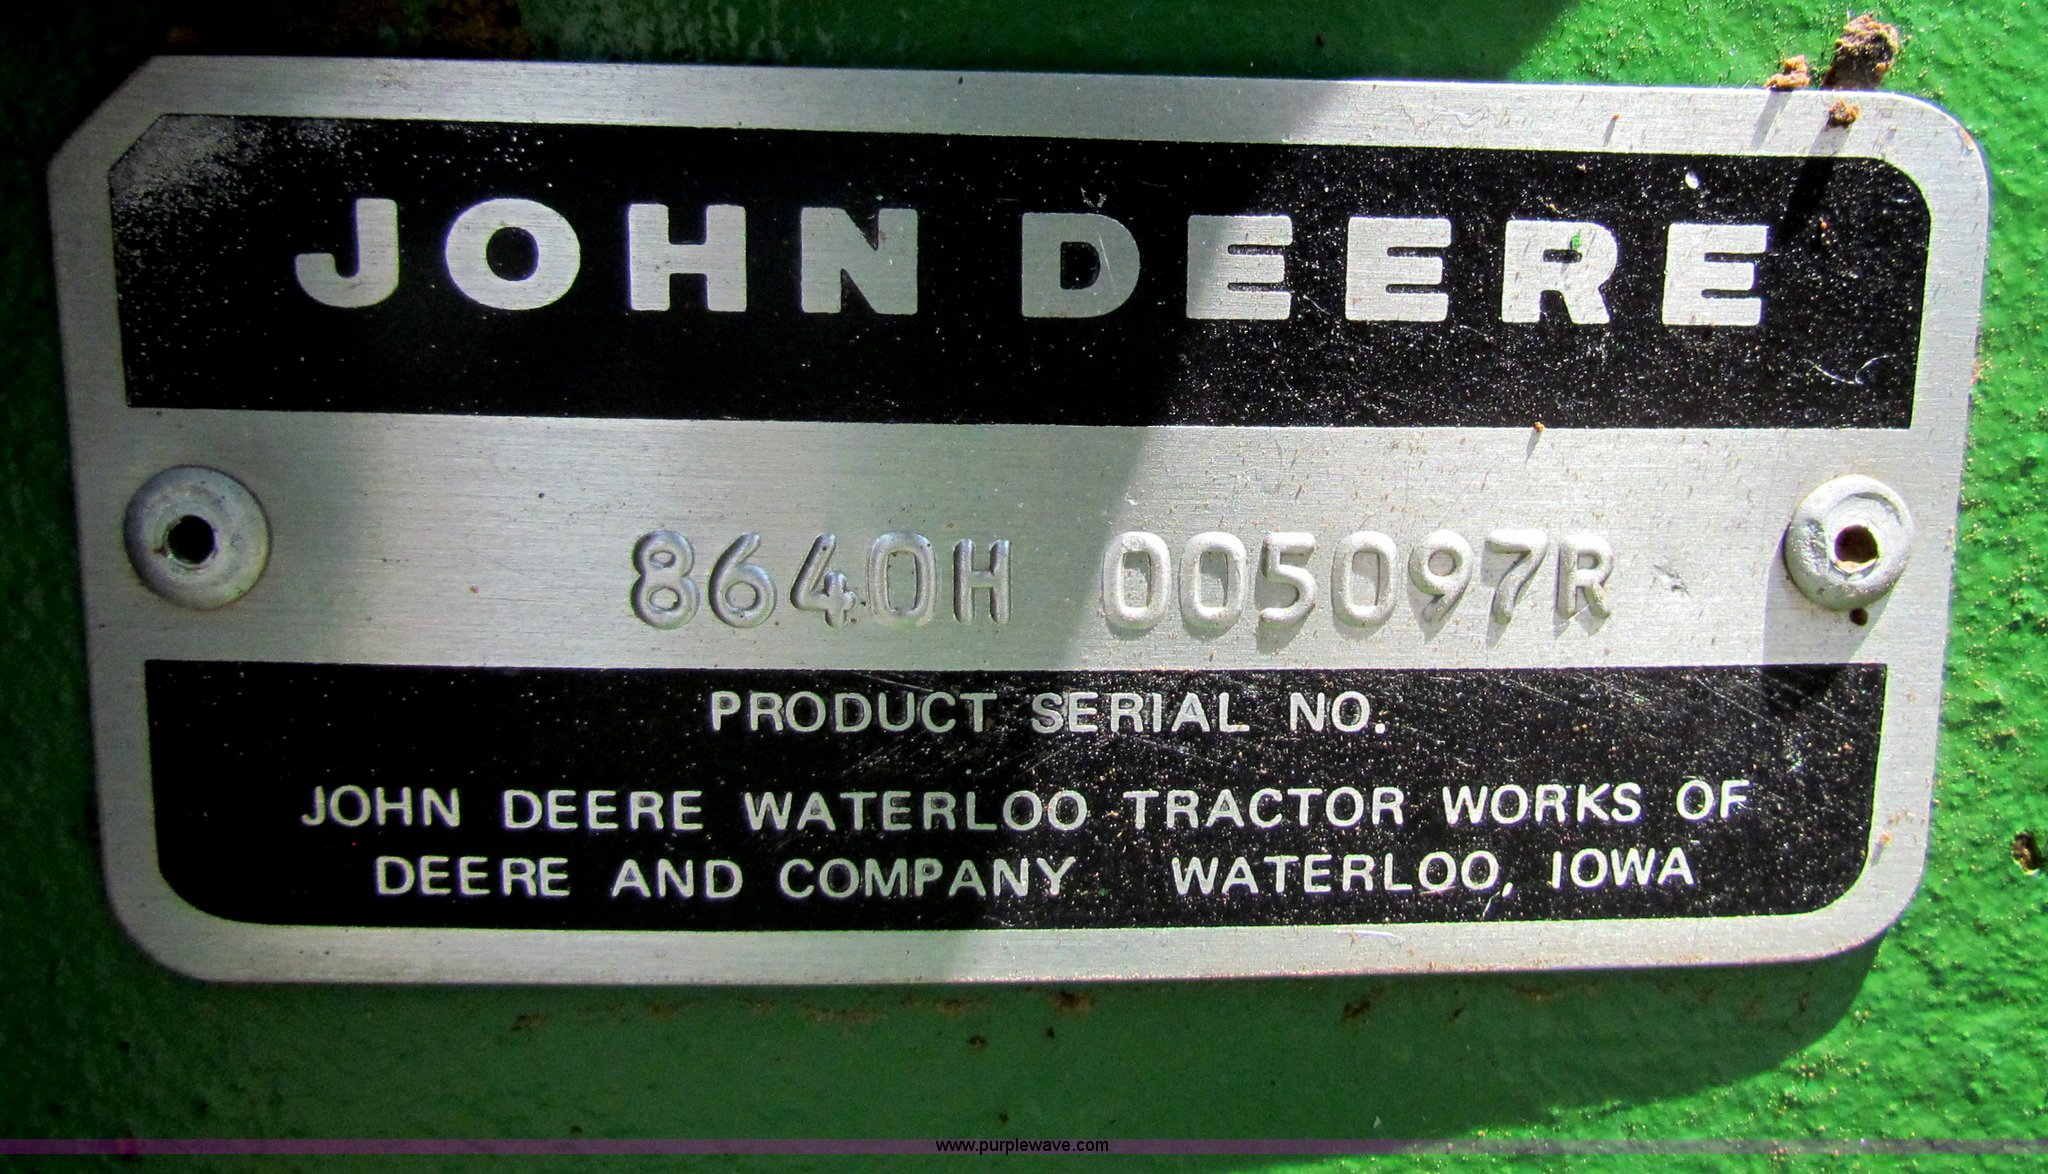 JOHN DEERE
8640H 005097R
PRODUCT SERIAL NO.
JOHN DEERE WATERLOO TRACTOR WORKS OF
DEERE AND COMPANY WATERLOO, IOWA
www.purplewave.com